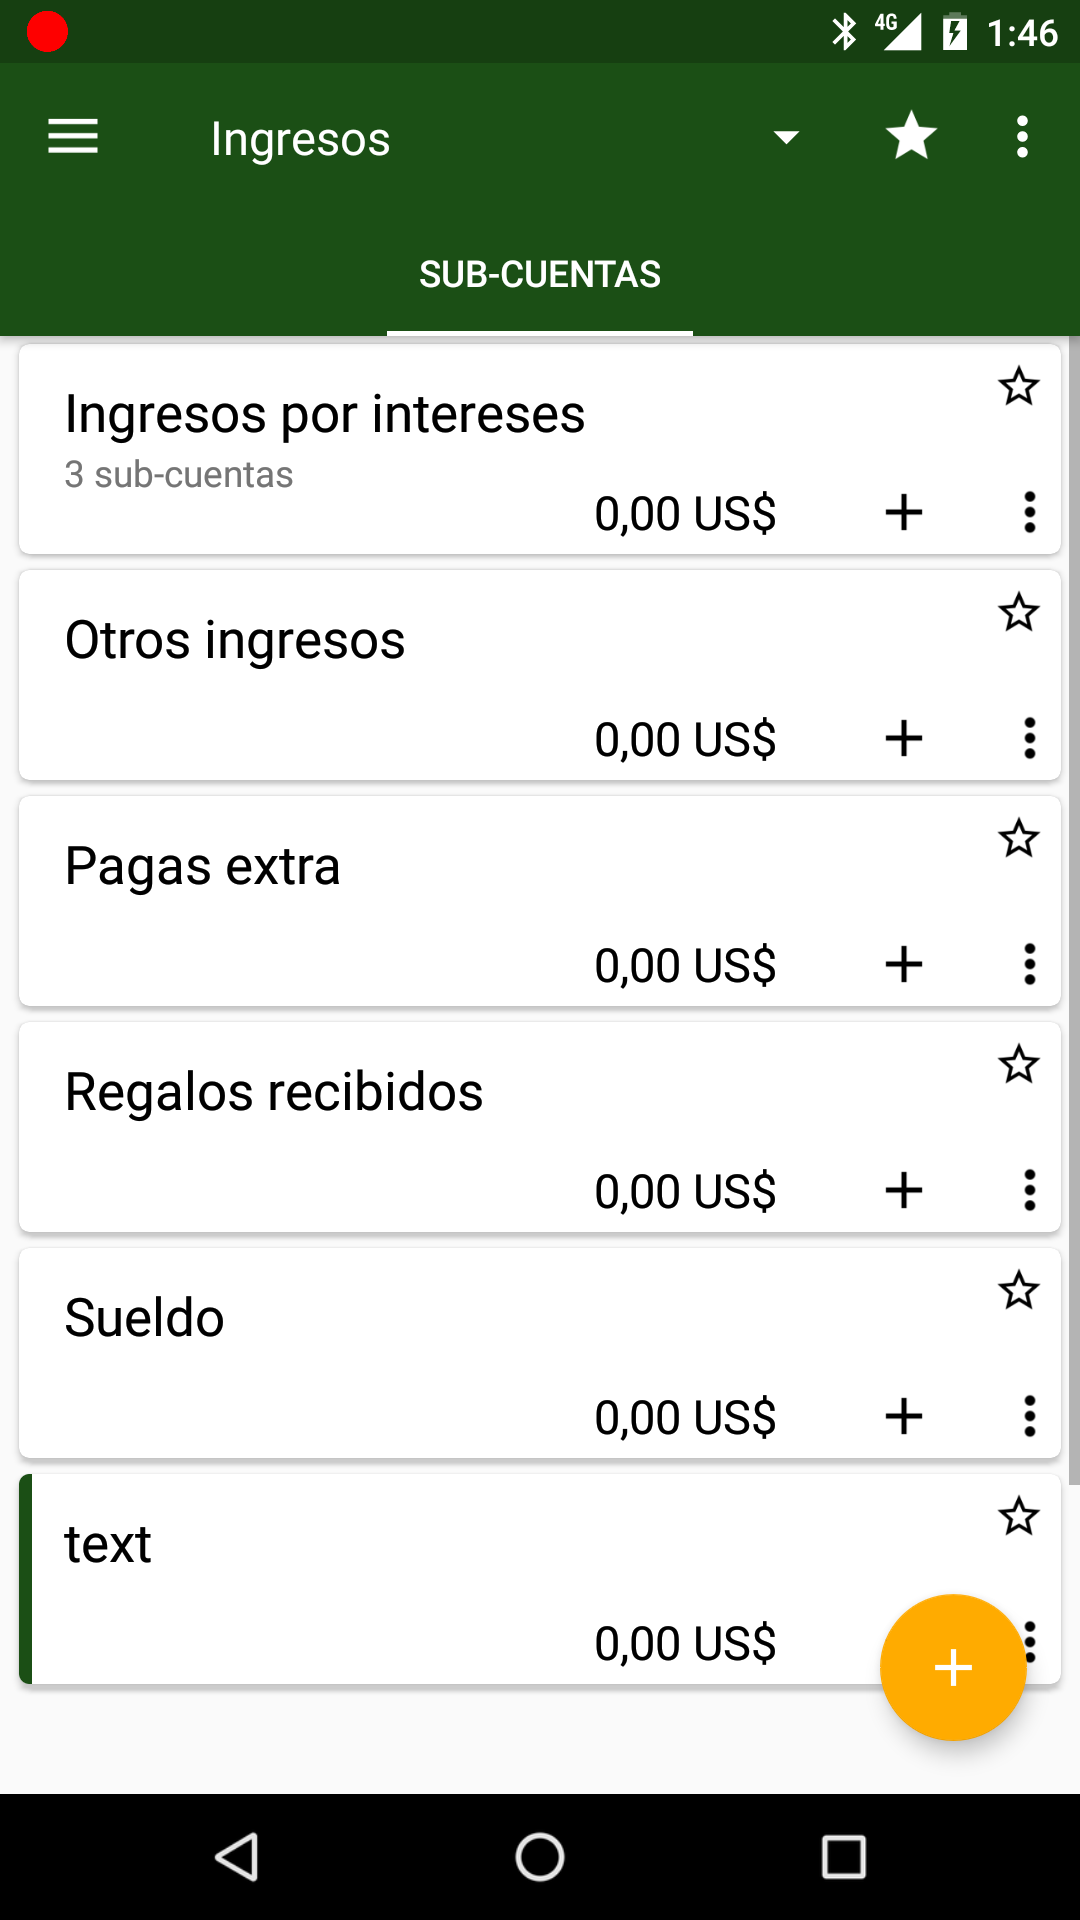 4G 1:46
Ingresos
SUB-CUENTAS
Ingresos por intereses
3 sub-cuentas
0,00 US$
Otros ingresos
0,00 US$
Pagas extra
0,00 US$
Regalos recibidos
0,00 US$
Sueldo
0,00 US$
text
0,00 US$